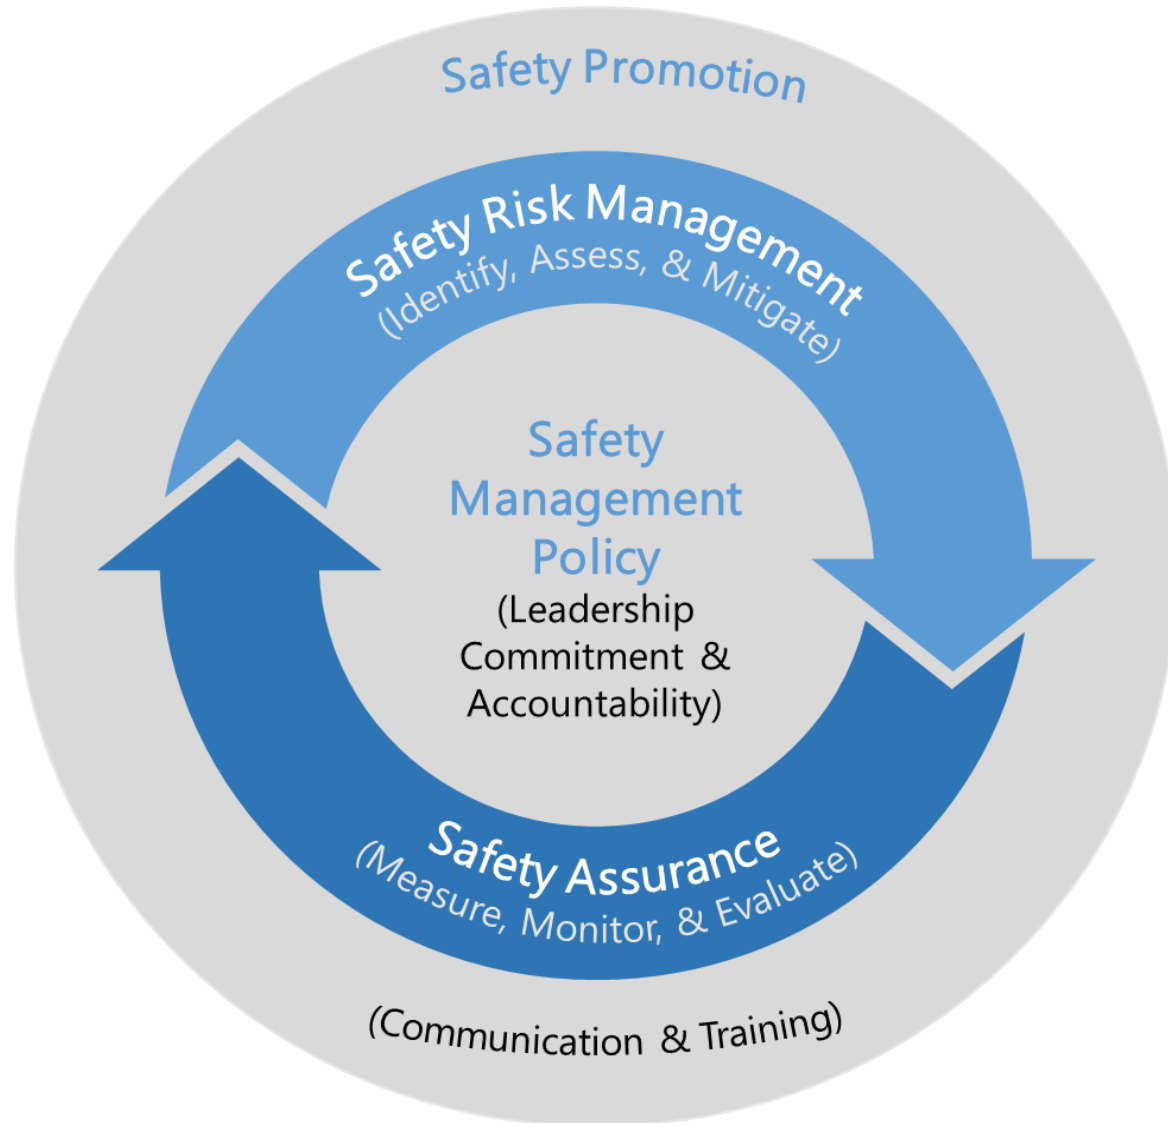 Safety Promotion
Safety Risk Management
(Identify, Assess, & Mitigate)
Safety
Management
Policy
(Leadership
Commitment &
Accountability)
Safety Assurance
(Measure, Monitor, & Evaluate)
(Communication & Training)